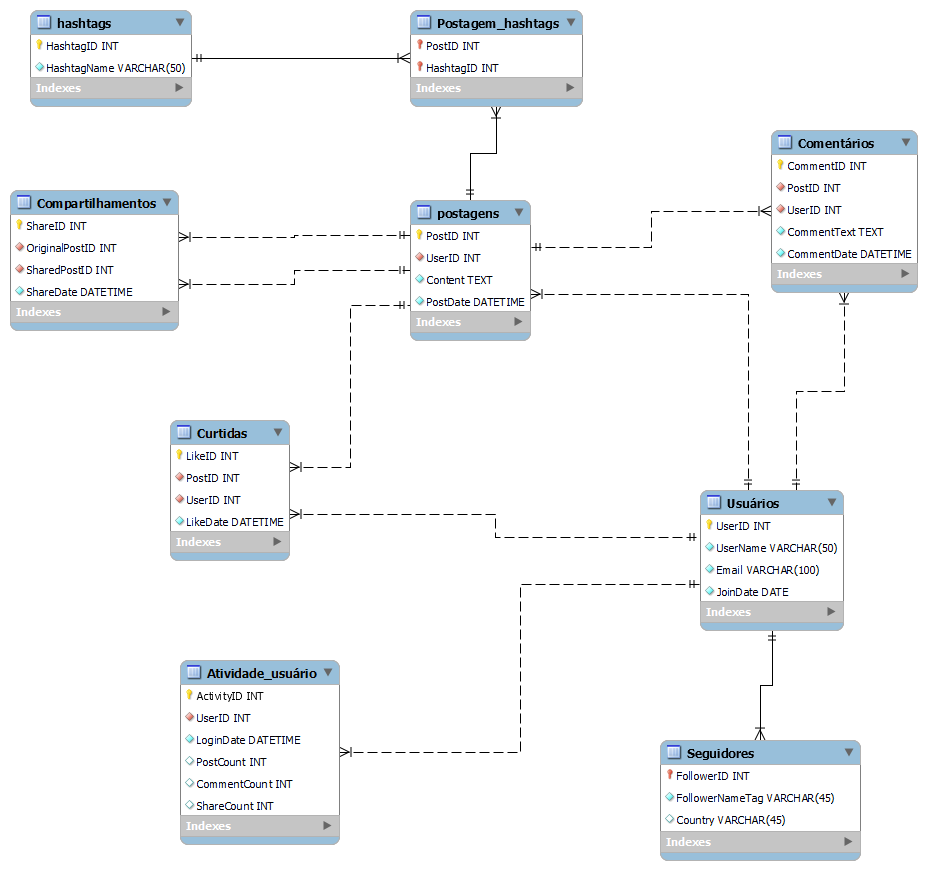 hashtags
HashtagID INT
HashtagName VARCHAR(50)
Indexes
Postagem_hashtags
PostID INT
HashtagID INT
Indexes
Comentários
CommentID INT
PostID INT
UserID INT
CommentText TEXT
CommentDate DATETIME
Indexes
Compartilhamentos
ShareID INT
OriginalPostID INT
SharedPostID INT
ShareDate DATETIME
Indexes
postagens
PostID INT
UserID INT
Content TEXT
PostDate DATETIME
Indexes
Curtidas
LikeID INT
PostID INT
UserID INT
LikeDate DATETIME
Indexes
Usuários
UserID INT
UserName VARCHAR(50)
Email VARCHAR(100)
JoinDate DATE
Indexes
Atividade_usuário
ActivityID INT
UserID INT
LoginDate DATETIME
PostCount INT
CommentCount INT
ShareCount INT
Indexes
Seguidores
FollowerID INT
FollowerNameTag VARCHAR(45)
Country VARCHAR(45)
Indexes